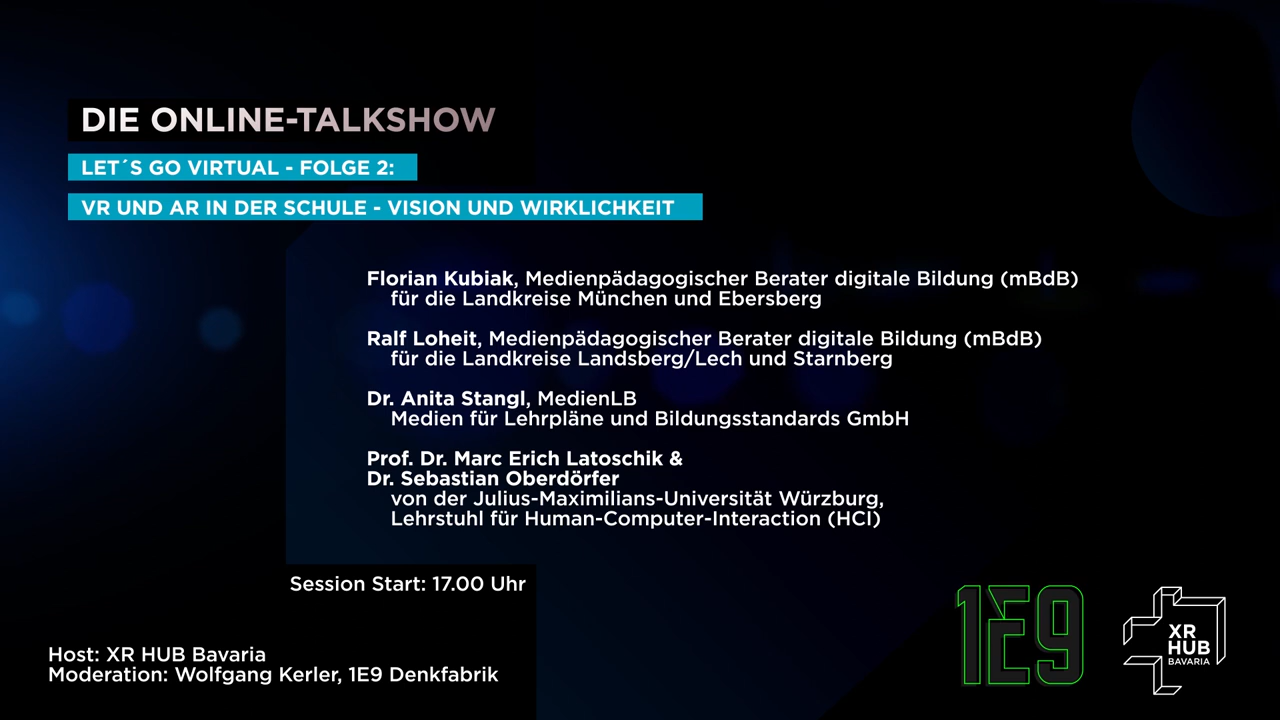 DIE ONLINE-TALKSHOW
LET´S GO VIRTUAL - FOLGE 2:
VR UND AR IN DER SCHULE - VISION UND WIRKLICHKEIT
Florian Kubiak, Medienpädagogischer Berater digitale Bildung (mBdB)
für die Landkreise München und Ebersberg
Ralf Loheit, Medienpädagogischer Berater digitale Bildung (mBdB)
für die Landkreise Landsberg/Lech und Starnberg
Dr. Anita Stangl, MedienLB
Medien für Lehrpläne und Bildungsstandards GmbH
Prof. Dr. Marc Erich Latoschik &
Dr. Sebastian Oberdörfer
von der Julius-Maximilians-Universität Würzburg,
Lehrstuhl für Human-Computer-Interaction (HCI)
Session Start: 17.00 Uhr
Host: XR HUB Bavaria
Moderation: Wolfgang Kerler, 1E9 Denkfabrik
1E9
XR
HUB
BAVARIA